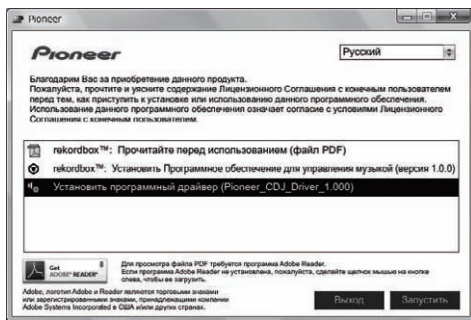 Pioneer
Pioneer
Русский
Благодарим Вас за приобретение данного продукта.
Пожалуйста, прочтите и уясните содержание Лицензионного Соглашения с конечным пользователем
перед тем, как приступить к установке или использованию данного программного обеспечения.
Использование данного программного обеспечения означает согласие с условиями Лицензионного
Соглашения с конечным пользователем.
rekordbox™: Прочитайте перед использованием (файл PDF)
rekordbox™: Установить Программное обеспечение для управления музыкой (версия 1.0.0)
Установить программный драйвер (Pioneer_CDJ_Driver_1.000)
Get
ADOBE® READER®
Для просмотра файла PDF требуется программа Adobe Reader.
Если программа Adobe Reader не установлена, пожалуйста, сделайте щелчок мышью на кнопке
слева, чтобы ее загрузить.
Adobe, логотип Adobe и Reader являются торговыми знаками
или зарегистрированными знаками, принадлежащими компании
Adobe Systems Incorporated в США и/или других странах.
Выход
Запустить